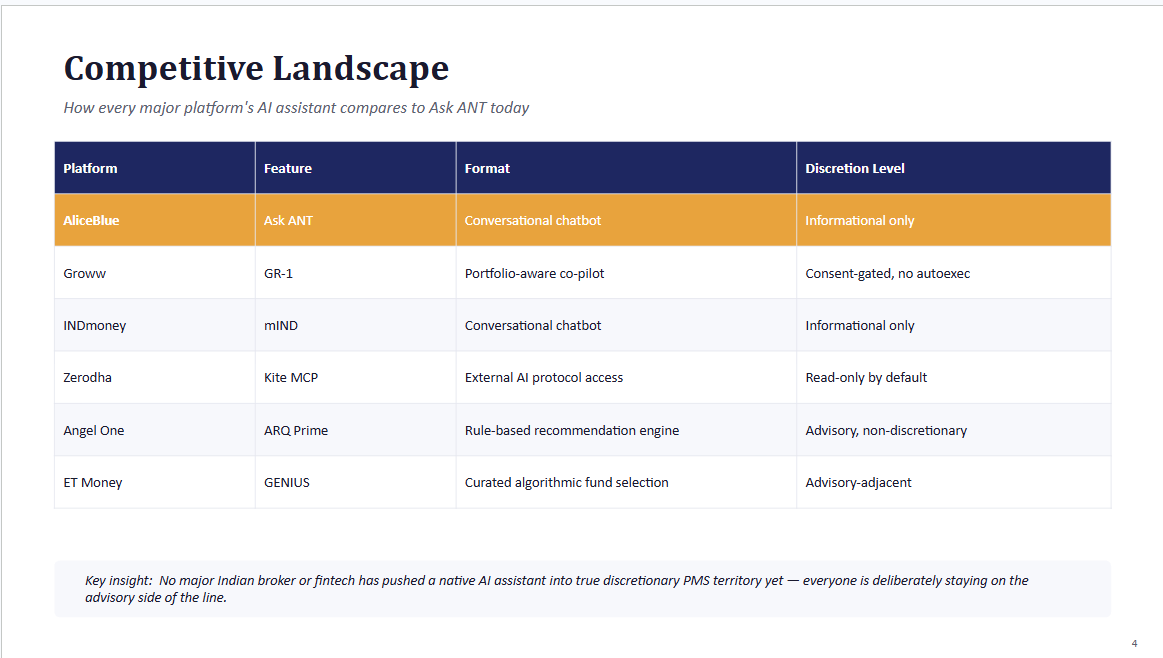 Competitive Landscape
How every major platform's AI assistant compares to Ask ANT today
Platform Feature Format Discretion Level
AliceBlue Ask ANT Conversational chatbot Informational only
Groww GR-1 Portfolio-aware co-pilot Consent-gated, no autoexec
INDmoney mIND Conversational chatbot Informational only
Zerodha Kite MCP External AI protocol access Read-only by default
Angel One ARQ Prime Rule-based recommendation engine Advisory, non-discretionary
ET Money GENIUS Curated algorithmic fund selection Advisory-adjacent
Key insight: No major Indian broker or fintech has pushed a native AI assistant into true discretionary PMS territory yet — everyone is deliberately staying on the
advisory side of the line.
4